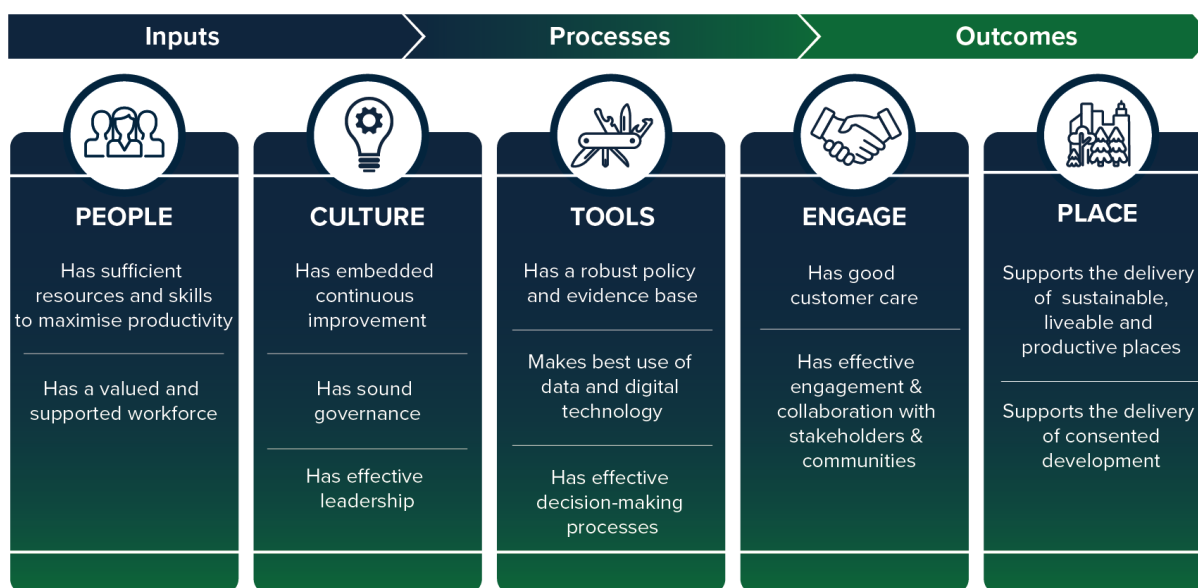 Inputs
Processes
Outcomes
PEOPLE
Has sufficient
resources and skills
to maximise productivity
Has a valued and
supported workforce
CULTURE
Has embedded
continuous
improvement
Has sound
governance
Has effective
leadership
TOOLS
Has a robust policy
and evidence base
Makes best use of
data and digital
technology
Has effective
decision-making
processes
ENGAGE
Has good
customer care
Has effective
engagement &
collaboration with
stakeholders &
communities
PLACE
Supports the delivery
of sustainable,
liveable and
productive places
Supports the delivery
of consented
development